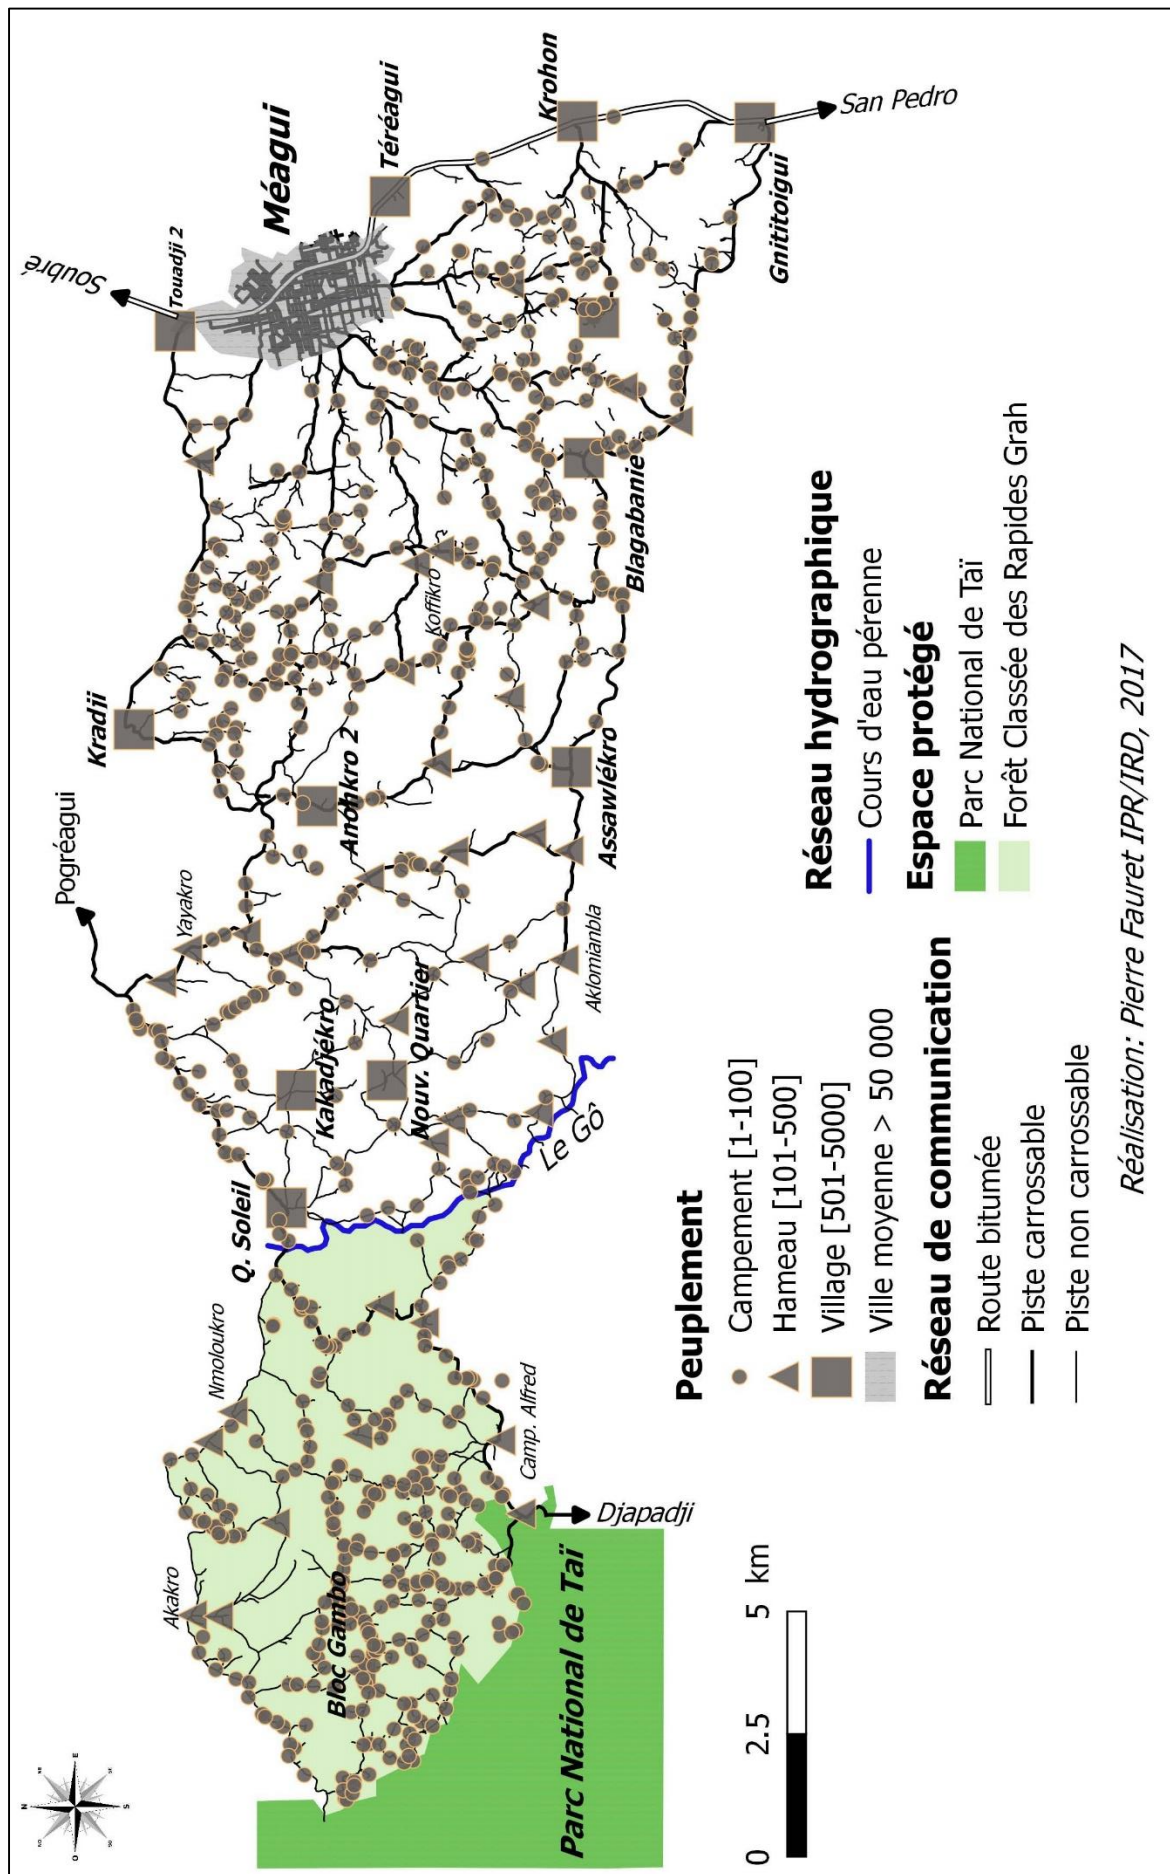 N
E
S
O
Soubré
Touadji 2
Méagui
Téréagui
Krohon
San Pedro
Gnititoigui
Kradji
Pogréagui
Yayakro
Anohkro 2
Koffikro
Blagabanie
Assawlékro
Aklomianbla
Kakadjékro
Nouv. Quartier
Q. Soleil
Le Gô
Nmoloukro
Akakro
Bloc Gambo
Camp. Alfred
Djapadji
Parc National de Taï
0 2.5 5 km
Peuplement
Campement [1-100]
Hameau [101-500]
Village [501-5000]
Ville moyenne > 50 000
Réseau de communication
Route bitumée
Piste carrossable
Piste non carrossable
Réseau hydrographique
Cours d'eau pérenne
Espace protégé
Parc National de Taï
Forêt Classée des Rapides Grah
Réalisation: Pierre Fauret IPR/IRD, 2017